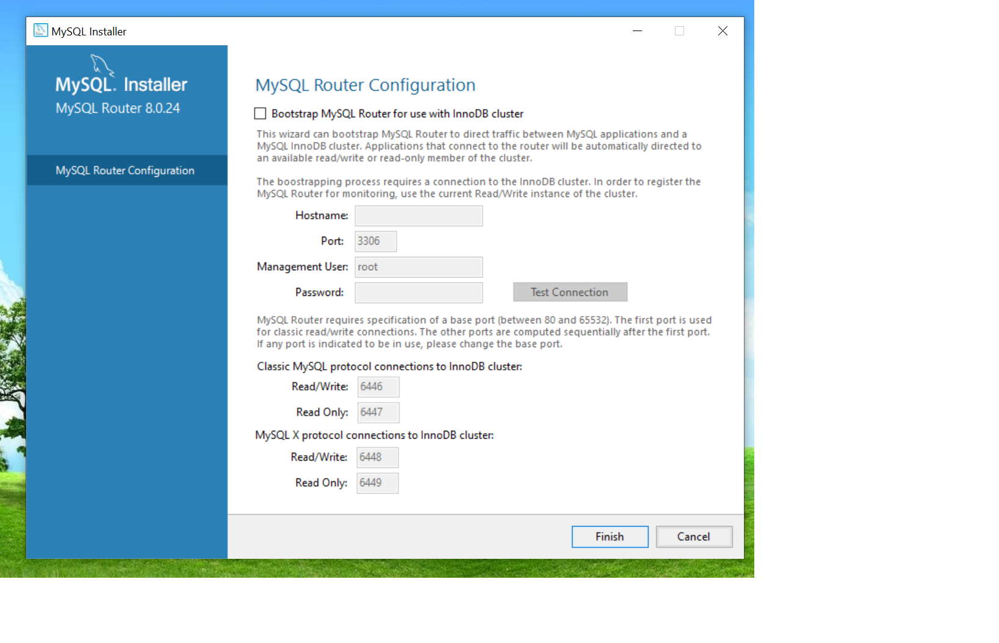 MySQL Installer
MySQL. Installer
MySQL Router 8.0.24
MySQL Router Configuration
MySQL Router Configuration
Bootstrap MySQL Router for use with InnoDB cluster
This wizard can bootstrap MySQL Router to direct traffic between MySQL applications and a
MySQL InnoDB cluster. Applications that connect to the router will be automatically directed to
an available read/write or read-only member of the cluster.
The boostrapping process requires a connection to the InnoDB cluster. In order to register the
MySQL Router for monitoring, use the current Read/Write instance of the cluster.
Hostname:
Port: 3306
Management User: root
Password: Test Connection
MySQL Router requires specification of a base port (between 80 and 65532). The first port is used
for classic read/write connections. The other ports are computed sequentially after the first port.
If any port is indicated to be in use, please change the base port.
Classic MySQL protocol connections to InnoDB cluster:
Read/Write: 6446
Read Only: 6447
MySQL X protocol connections to InnoDB cluster:
Read/Write: 6448
Read Only: 6449
Finish Cancel